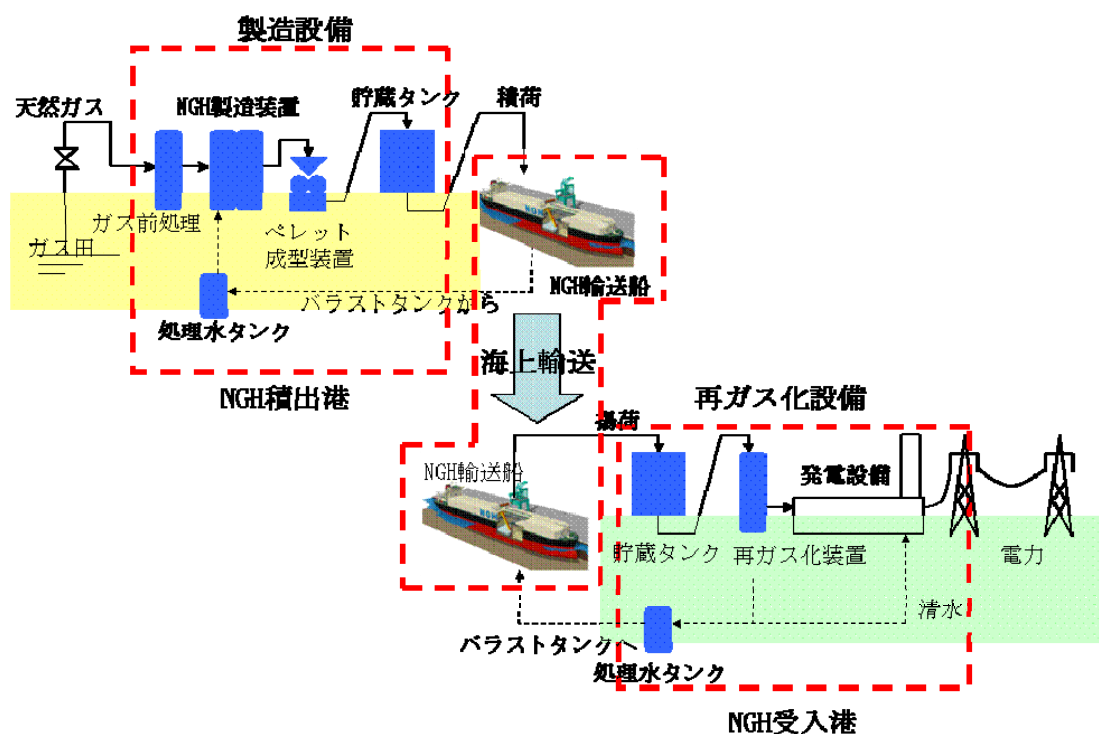 製造設備
天然ガス
NGH製造装置
貯蔵タンク
積荷
ガス前処理
ガス田
ペレット
成型装置
NGH輸送船
バラストタンクから
処理水タンク
海上輸送
NGH積出港
再ガス化設備
揚荷
NGH輸送船
発電設備
貯蔵タンク
再ガス化装置
電力
清水
バラストタンクへ
処理水タンク
NGH受入港